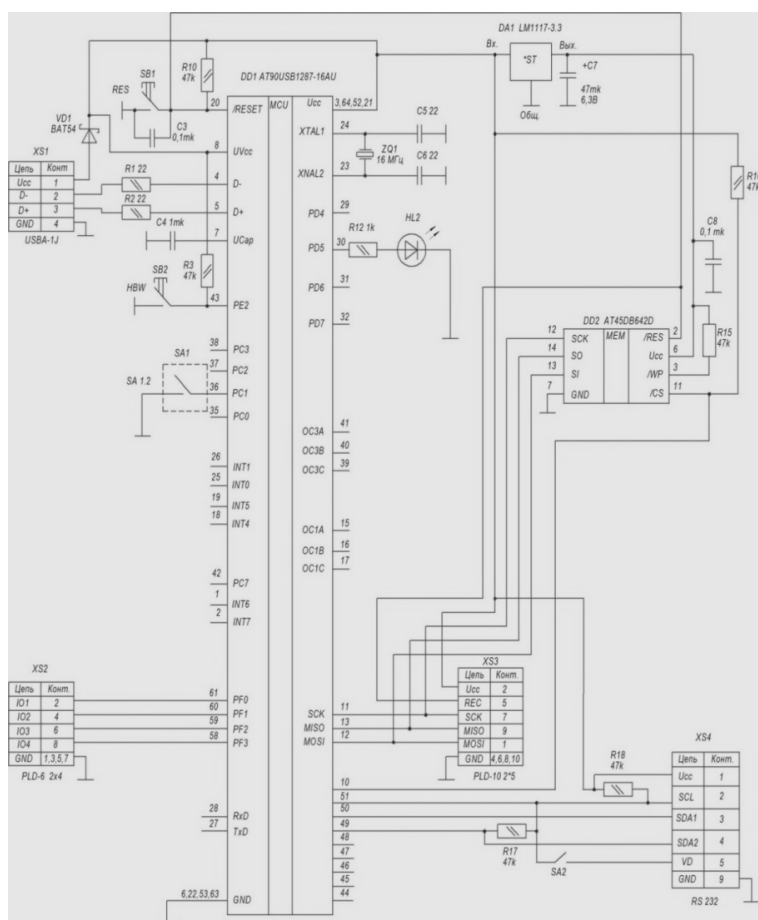 DA1 LM1117-3.3
Вх.
*ST
Вых.
Общ.
+C7
47mk
6,3В
DD1 AT90USB1287-16AU
MCU
R10
47k
SB1
RES
C3
0,1mk
VD1
BAT54
XS1
Цепь Конт
Ucc 1
D- 2
D+ 3
GND 4
USBA-1J
R1 22
R2 22
C4 1mk
R3
47k
SB2
HBW
20 /RESET
8 UVcc
4 D-
5 D+
7 UCap
43 PE2
38 PC3
37 PC2
36 PC1
35 PC0
SA1
SA 1.2
26 INT1
25 INT0
19 INT5
18 INT4
42 PC7
1 INT6
2 INT7
61 PF0
60 PF1
59 PF2
58 PF3
28 RxD
27 TxD
6,22,53,63 GND
XS2
Цепь Конт.
IO1 2
IO2 4
IO3 6
IO4 8
GND 1,3,5,7
PLD-6 2x4
Ucc 3,64,52,21
XTAL1 24
XNAL2 23
C5 22
ZQ1
16 МГц
C6 22
PD4 29
PD5 30
PD6 31
PD7 32
R12 1k
HL2
OC3A 41
OC3B 40
OC3C 39
OC1A 15
OC1B 16
OC1C 17
SCK 11
MISO 13
MOSI 12
10
51
50
49
48
47
46
45
44
C8
0,1 mk
47k
R15
47k
DD2 AT45DB642D
MEM
12 SCK
14 SO
13 SI
7 GND
/RES 2
Ucc 6
/WP 3
/CS 11
XS3
Цепь Конт.
Ucc 2
REC 5
SCK 7
MISO 9
MOSI 1
GND 4,6,8,10
PLD-10 2*5
R18
47k
R17
47k
SA2
XS4
Цепь Конт.
Ucc 1
SCL 2
SDA1 3
SDA2 4
VD 5
GND 9
RS 232